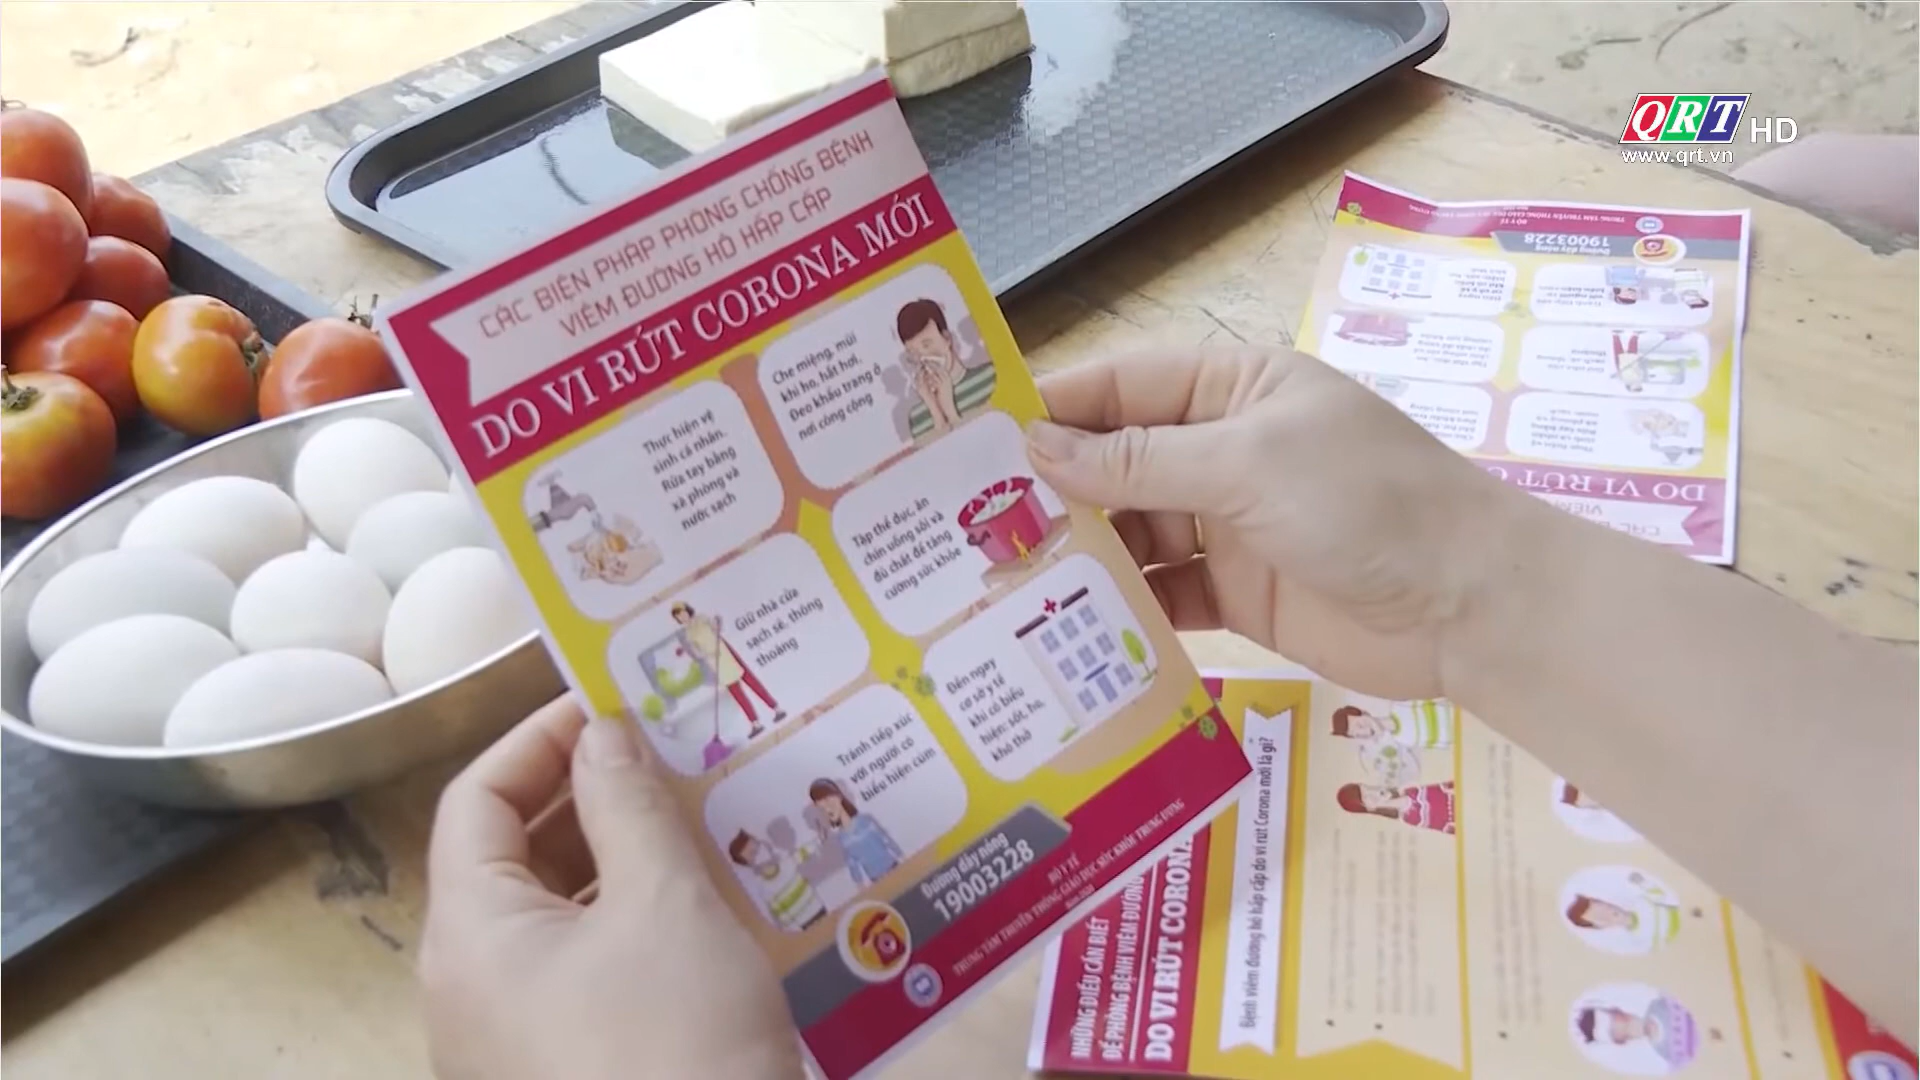 QRT HD
www.qrt.vn
CÁC BIỆN PHÁP PHÒNG CHỐNG BỆNH
VIÊM ĐƯỜNG HÔ HẤP CẤP
DO VI RÚT CORONA MỚI
Thực hiện vệ
sinh cá nhân.
Rửa tay bằng
xà phòng và
nước sạch
Che miệng, mũi
khi ho, hắt hơi.
Đeo khẩu trang ở
nơi công cộng
Giữ nhà cửa
sạch sẽ, thông
thoáng
Tập thể dục, ăn
chín uống sôi và
đủ chất để tăng
cường sức khỏe
Tránh tiếp xúc
với người có
biểu hiện cúm
Đến ngay
cơ sở y tế
khi có biểu
hiện: sốt, ho,
khó thở
Đường dây nóng
19003228
BỘ Y TẾ
TRUNG TÂM TRUYỀN THÔNG GIÁO DỤC SỨC KHỎE TRUNG ƯƠNG
Đường dây nóng
19003228
DO VI RÚT
NHỮNG ĐIỀU CẦN BIẾT
ĐỂ PHÒNG BỆNH VIÊM ĐƯỜNG
DO VI RÚT CORONA
Bệnh viêm đường hô hấp cấp do vi rút Corona mới là gì?